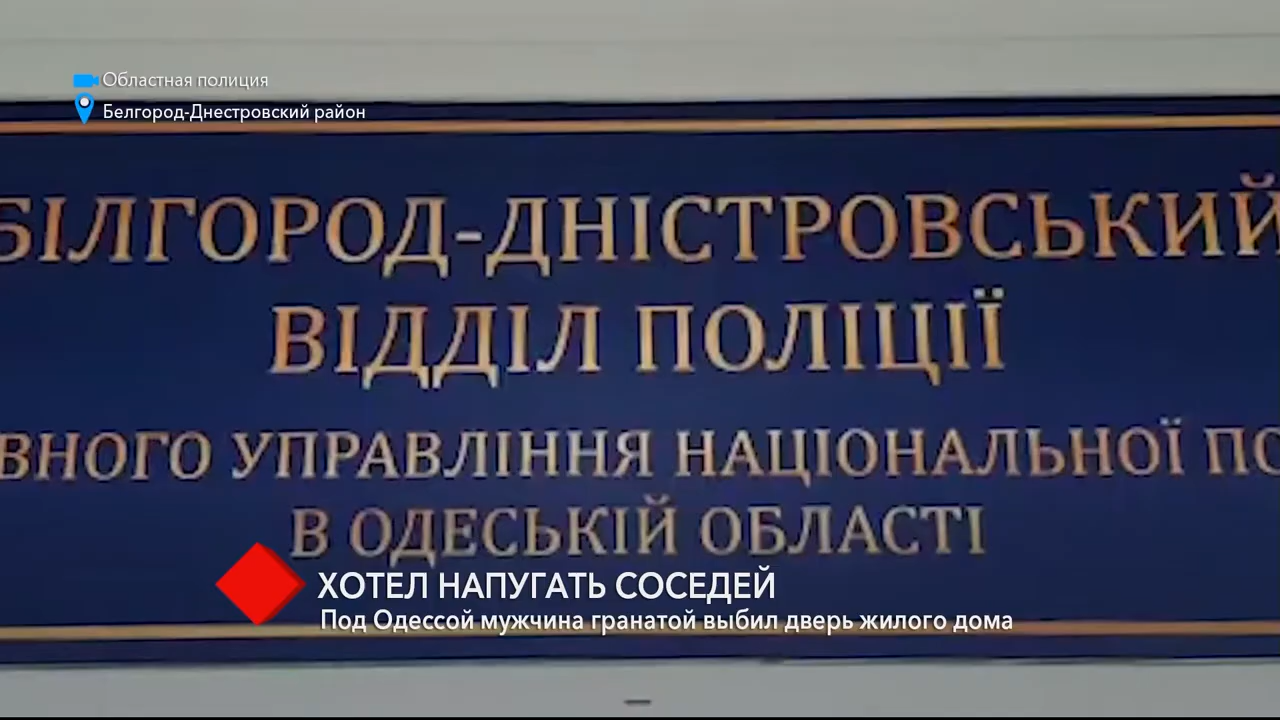 Областная полиция
Белгород-Днестровский район
БІЛГОРОД-ДНІСТРОВСЬКИЙ
ВІДДІЛ ПОЛІЦІЇ
ВНОГО УПРАВЛІННЯ НАЦІОНАЛЬНОЇ ПО
В ОДЕСЬКІЙ ОБЛАСТІ
ХОТЕЛ НАПУГАТЬ СОСЕДЕЙ
Под Одессой мужчина гранатой выбил дверь жилого дома